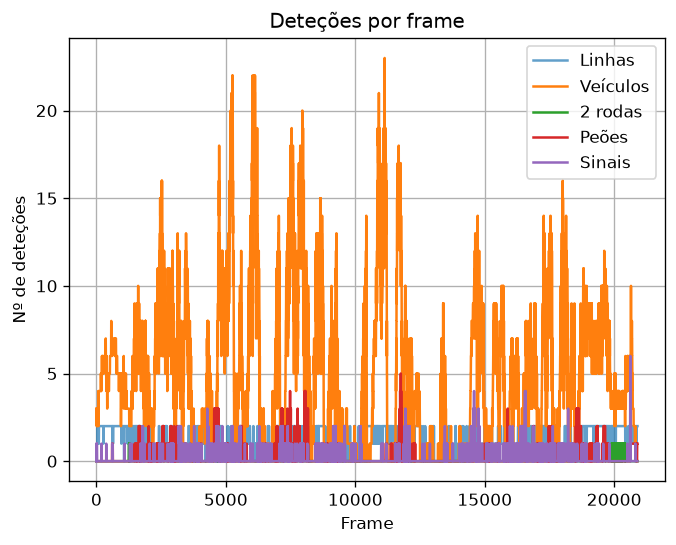 Deteções por frame
Linhas
Veículos
2 rodas
Peões
Sinais
Nº de deteções
20
15
10
5
0
0 5000 10000 15000 20000
Frame